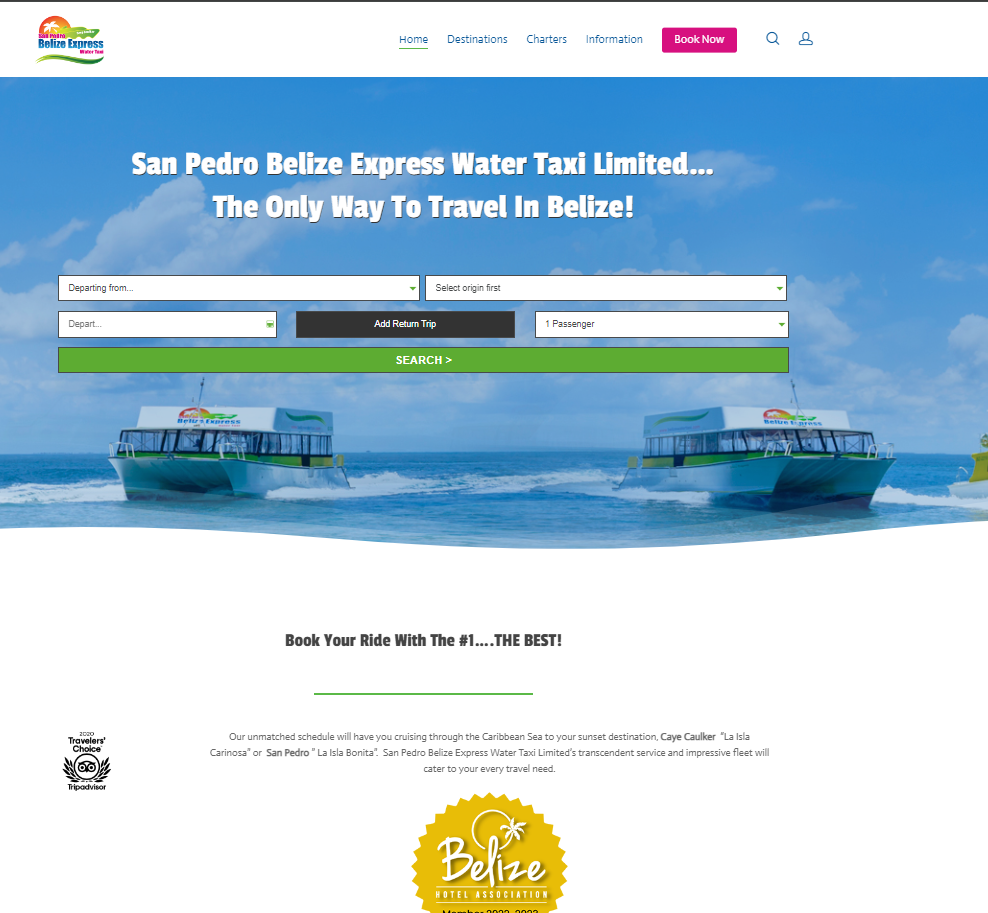 San Pedro
Belize Express
Water Taxi
Home
Destinations
Charters
Information
Book Now
San Pedro Belize Express Water Taxi Limited...
The Only Way To Travel In Belize!
Departing from...
Select origin first
Depart...
Add Return Trip
1 Passenger
SEARCH >
Belize Express
Belize Express
Book Your Ride With The #1....THE BEST!
2020
Travelers'
Choice
Tripadvisor
Our unmatched schedule will have you cruising through the Caribbean Sea to your sunset destination, Caye Caulker “La Isla
Carinosa” or San Pedro “ La Isla Bonita”. San Pedro Belize Express Water Taxi Limited’s transcendent service and impressive fleet will
cater to your every travel need.
Belize
HOTEL ASSOCIATION
Member 2022-2023